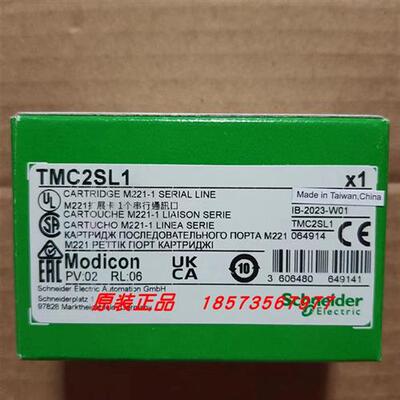 TMC2SL1
x1
CARTRIDGE M221-1 SERIAL LINE
Made in Taiwan,China
M221扩展卡 1个串行通訊口
IB-2023-W01
CARTOUCHE M221-1 LIAISON SERIE
TMC2SL1
CARTUCHO M221-1 LINEA SERIE
064914
КАРТРИДЖ ПОСЛЕДОВАТЕЛЬНОГО ПОРТА M221
M221 РЕТТІК ПОРТ КАРТРИДЖІ
Modicon
PV:02 RL:06
UK
CA
10
3 606480 649141
原装正品
Schneider Electric Automation GmbH
Schneiderplatz 1
97828 Marktheidenfeld
Schneider
Electric